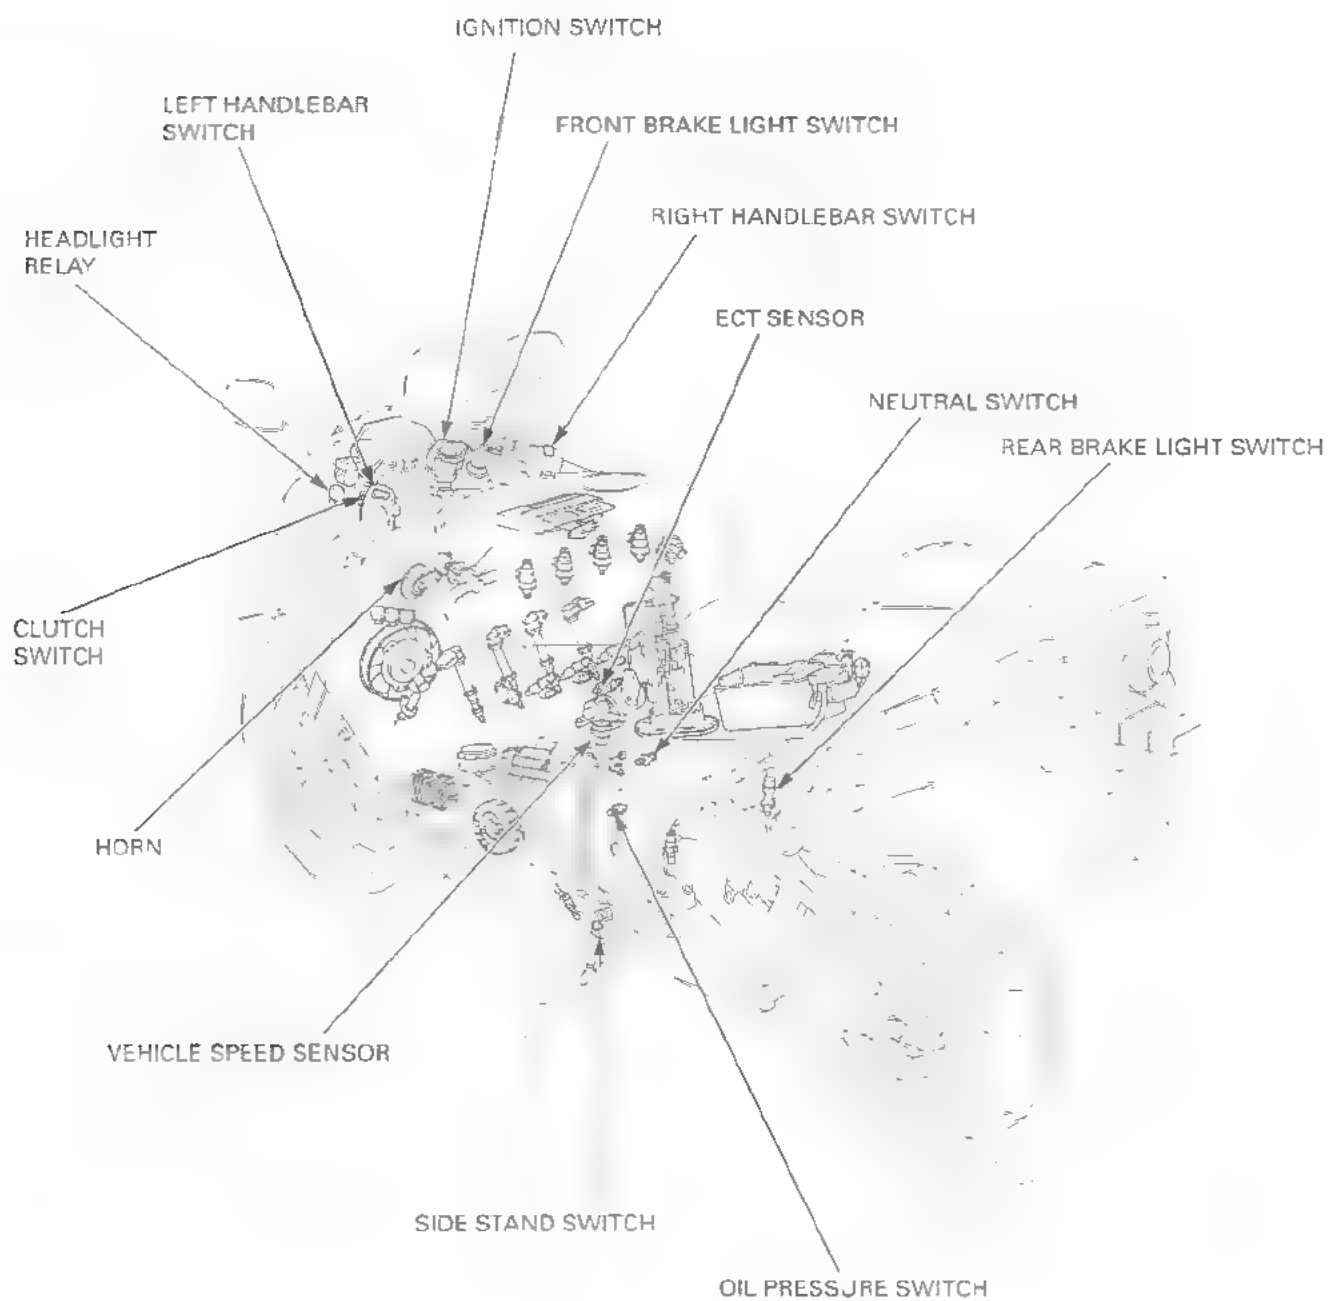 IGNITION SWITCH
LEFT HANDLEBAR
SWITCH
FRONT BRAKE LIGHT SWITCH
RIGHT HANDLEBAR SWITCH
HEADLIGHT
RELAY
ECT SENSOR
NEUTRAL SWITCH
REAR BRAKE LIGHT SWITCH
CLUTCH
SWITCH
HORN
VEHICLE SPEED SENSOR
SIDE STAND SWITCH
OIL PRESSURE SWITCH